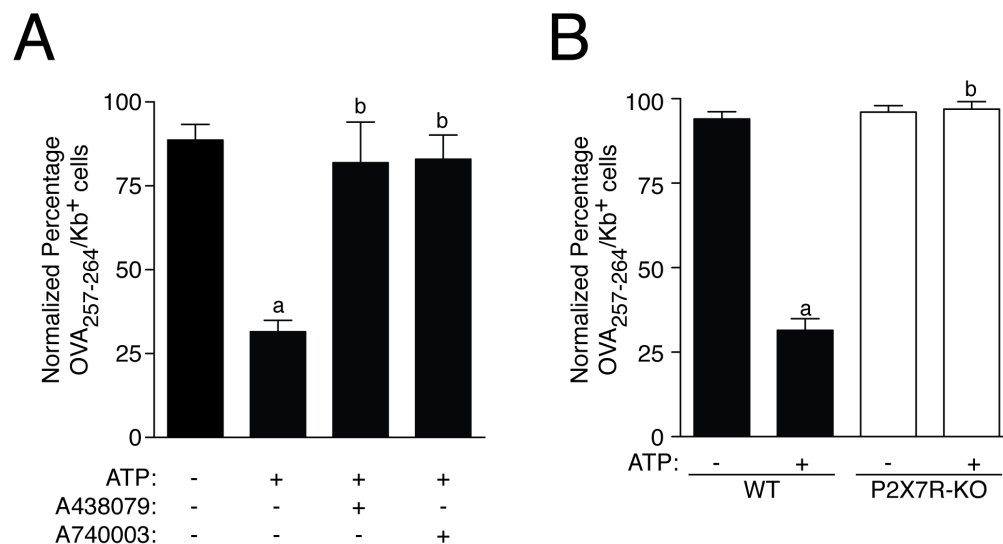 A
Normalized Percentage
OVA257-264/Kb+ cells
100
75
50
25
0
a
b
b
ATP: - + + +
A438079: - - + -
A740003: - - - +
B
Normalized Percentage
OVA257-264/Kb+ cells
100
75
50
25
0
a
b
ATP: - + - +
WT P2X7R-KO